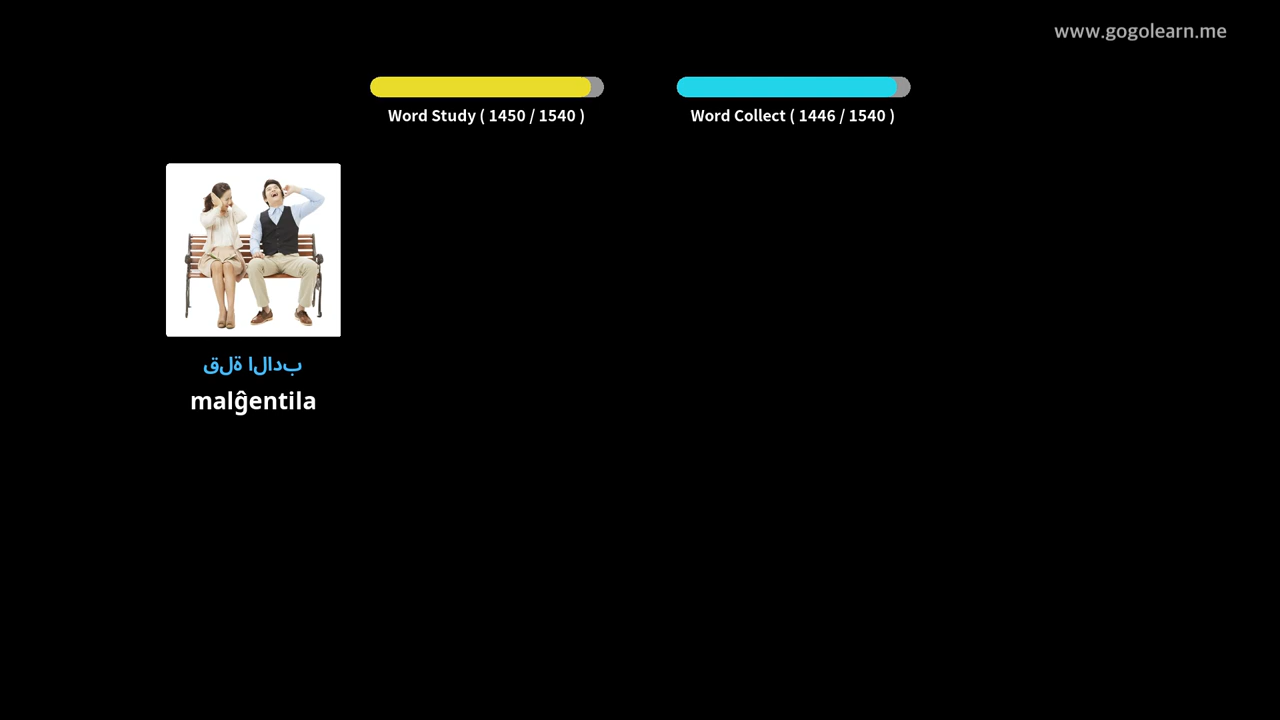 www.gogolearn.me
Word Study ( 1450 / 1540 )
Word Collect ( 1446 / 1540 )
قلة الادب
malĝentila